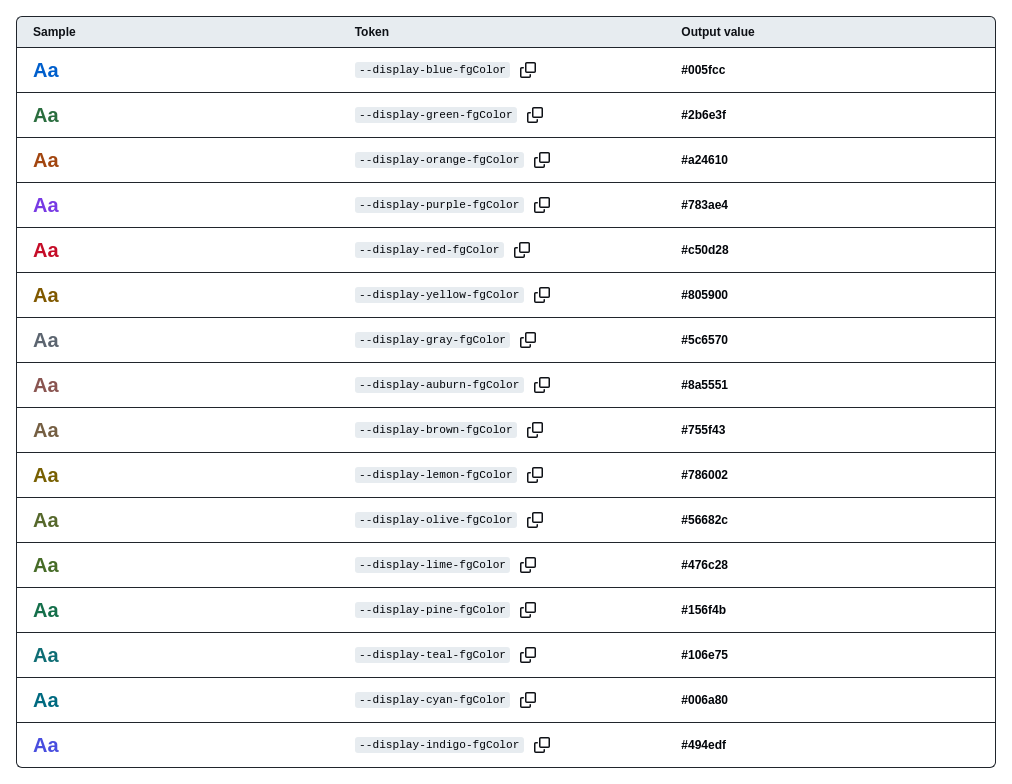 Sample Token Output value
Aa --display-blue-fgColor #005fcc
Aa --display-green-fgColor #2b6e3f
Aa --display-orange-fgColor #a24610
Aa --display-purple-fgColor #783ae4
Aa --display-red-fgColor #c50d28
Aa --display-yellow-fgColor #805900
Aa --display-gray-fgColor #5c6570
Aa --display-auburn-fgColor #8a5551
Aa --display-brown-fgColor #755f43
Aa --display-lemon-fgColor #786002
Aa --display-olive-fgColor #56682c
Aa --display-lime-fgColor #476c28
Aa --display-pine-fgColor #156f4b
Aa --display-teal-fgColor #106e75
Aa --display-cyan-fgColor #006a80
Aa --display-indigo-fgColor #494edf